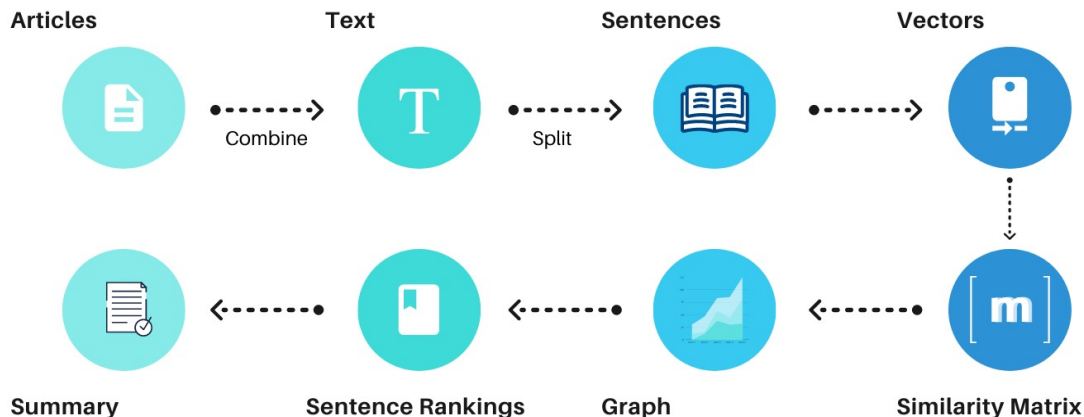 Articles
Text
Sentences
Vectors
T
Combine
Split
m
Summary
Sentence Rankings
Graph
Similarity Matrix